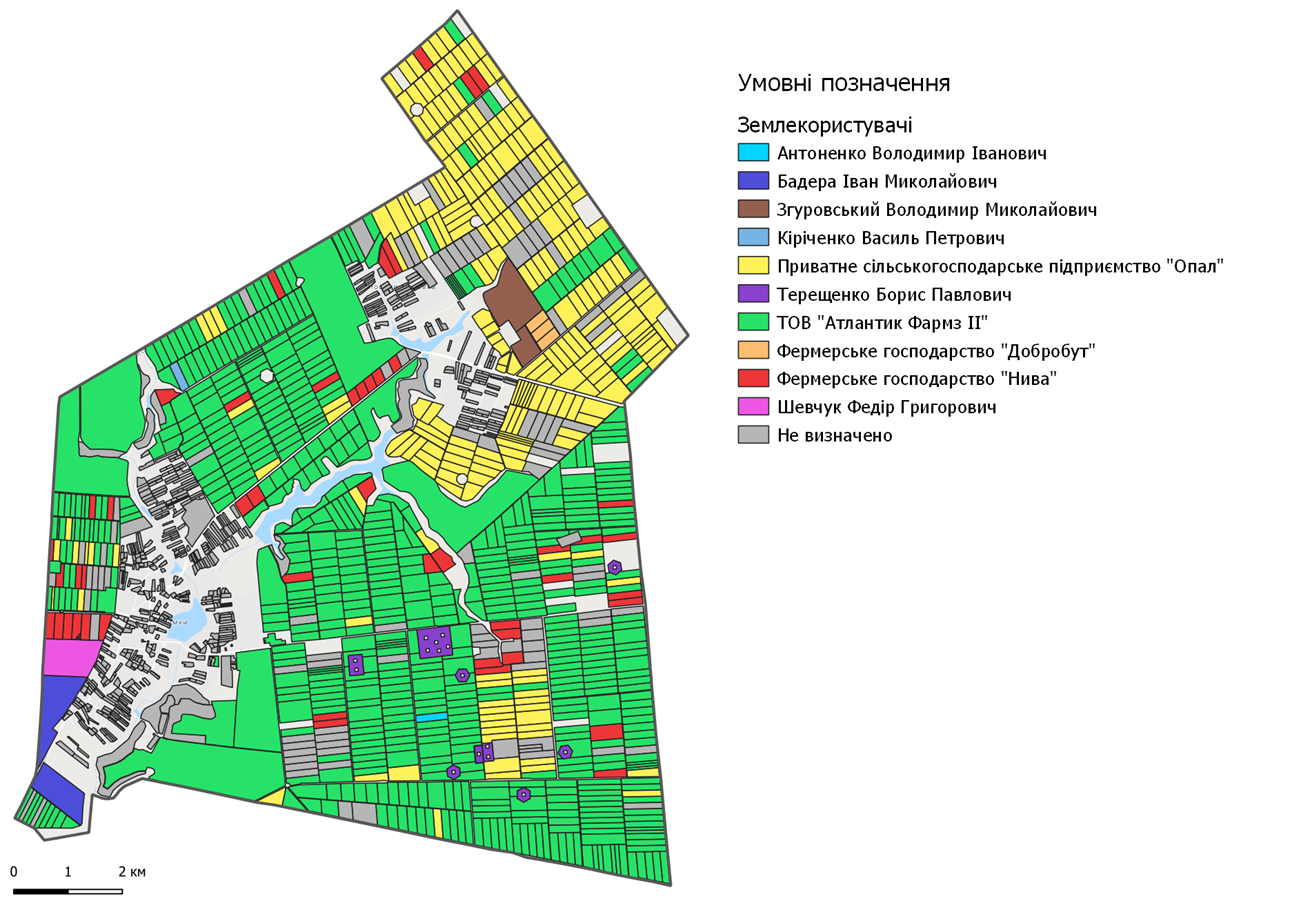 Умовні позначення
Землекористувачі
Антоненко Володимир Іванович
Бадера Іван Миколайович
Згуровський Володимир Миколайович
Кіріченко Василь Петрович
Приватне сільськогосподарське підприємство "Опал"
Терещенко Борис Павлович
ТОВ "Атлантик Фармз ІІ"
Фермерське господарство "Добробут"
Фермерське господарство "Нива"
Шевчук Федір Григорович
Не визначено
0 1 2 км